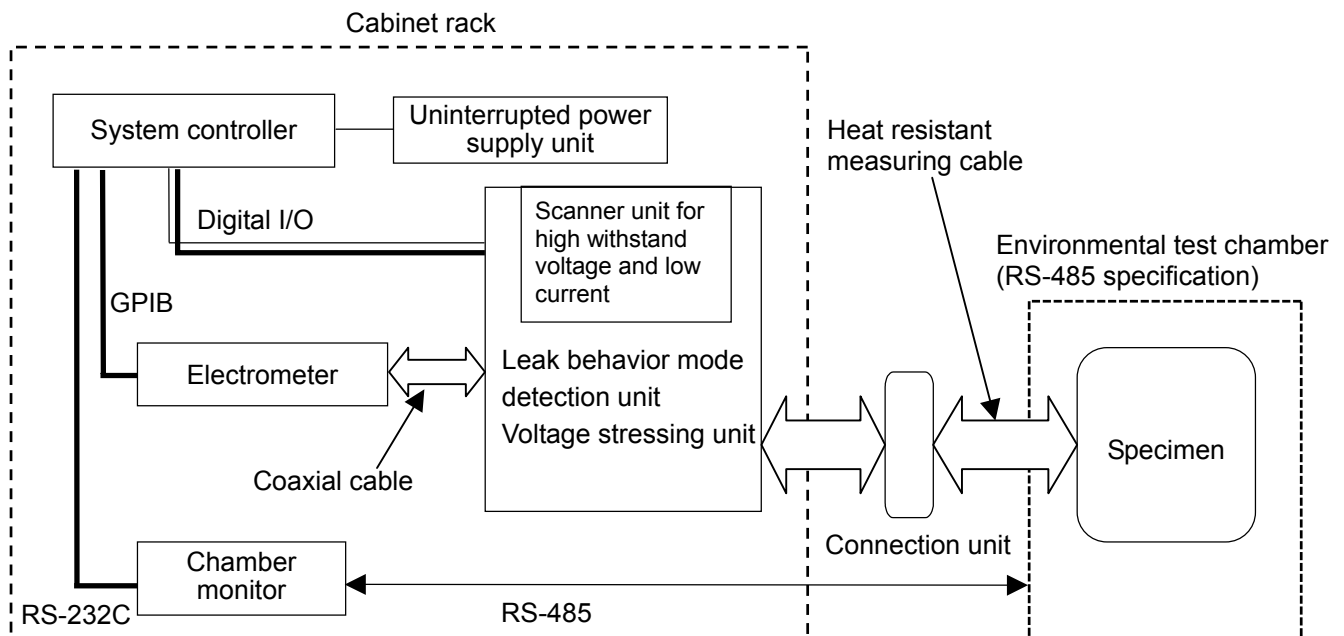 Cabinet rack
System controller
Uninterrupted power
supply unit
Heat resistant
measuring cable
Digital I/O
Scanner unit for
high withstand
voltage and low
current
Environmental test chamber
(RS-485 specification)
GPIB
Electrometer
Leak behavior mode
detection unit
Voltage stressing unit
Specimen
Coaxial cable
Connection unit
Chamber
monitor
RS-232C
RS-485